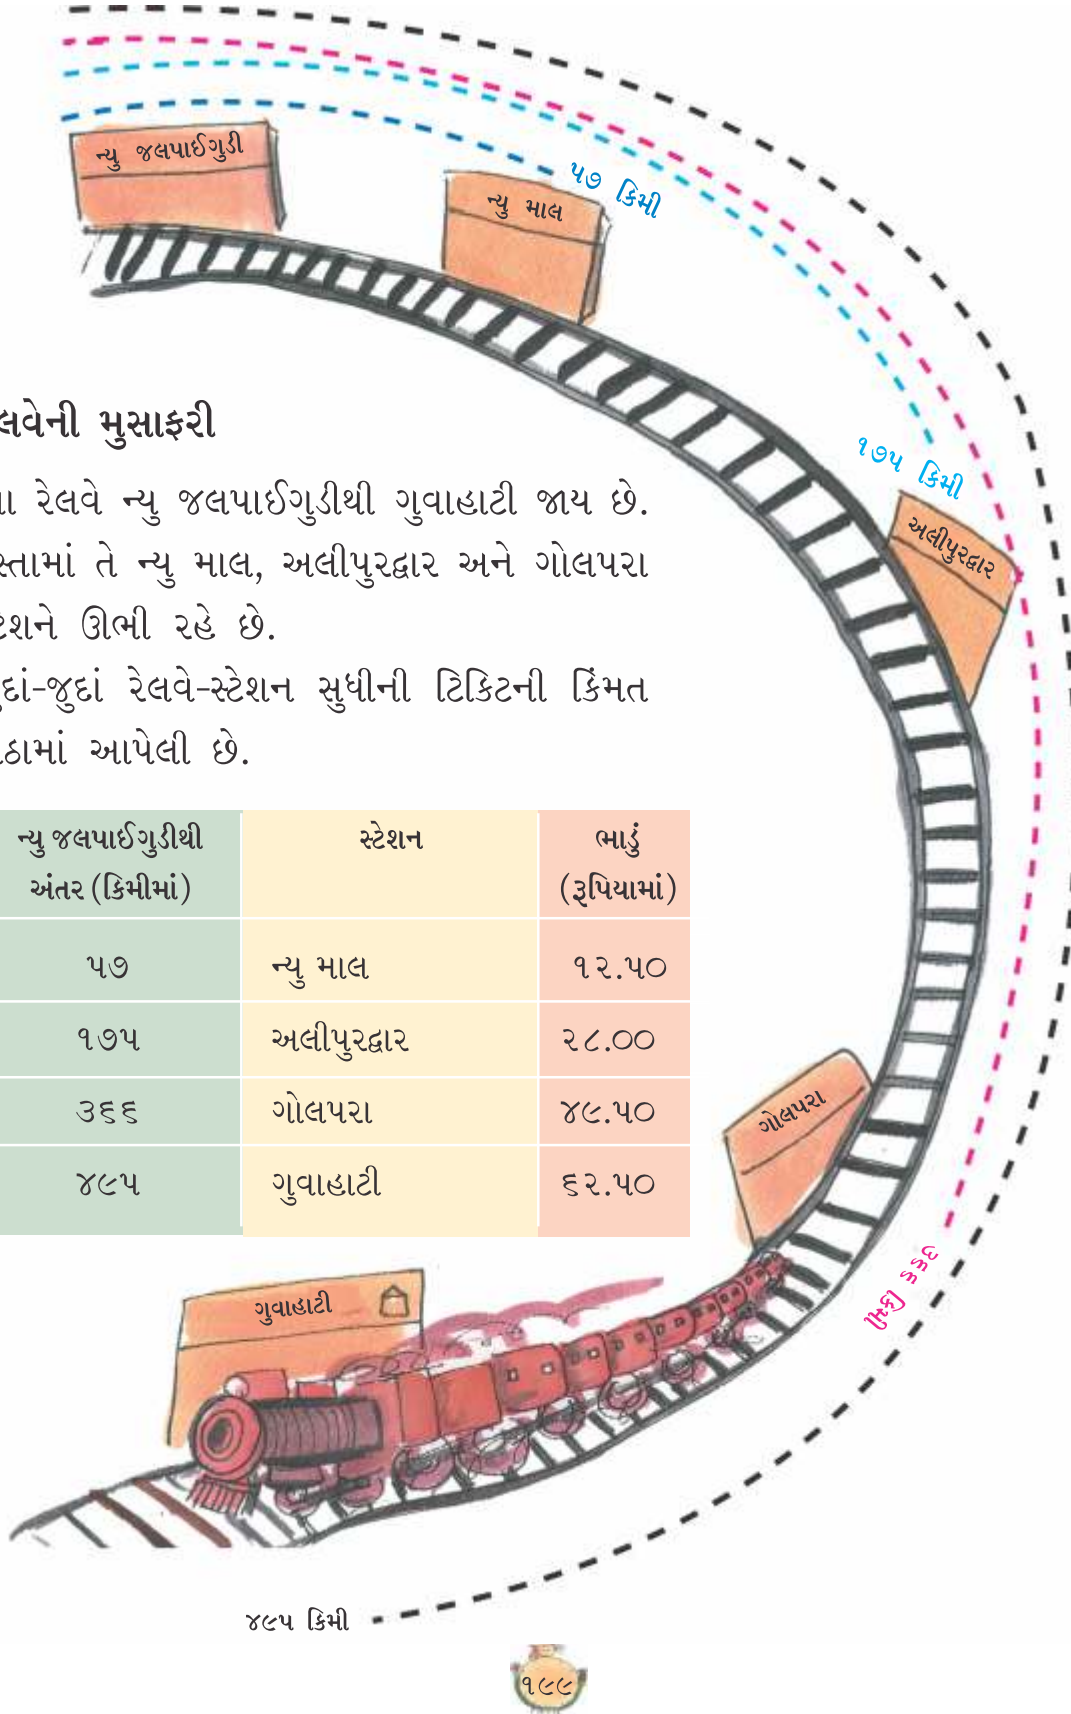 ન્યુ જલપાઈગુડી
ન્યુ માલ
૫૭ કિમી
૧૭૫ કિમી
અલીપુરદ્વાર
મુસાફરી
રેલવે ન્યુ જલપાઈગુડીથી ગુવાહાટી જાય છે.
તે ન્યુ માલ, અલીપુરદ્વાર અને ગોલપરા
ઊભી રહે છે.
રેલવે-સ્ટેશન સુધીની ટિકિટની કિંમત
આપેલી છે.
ન્યુ જલપાઈગુડીથી અંતર (કિમીમાં) સ્ટેશન ભાડું (રૂપિયામાં)
૫૭ ન્યુ માલ ૧૨.૫૦
૧૭૫ અલીપુરદ્વાર ૨૮.૦૦
૩૬૬ ગોલપરા ૪૯.૫૦
૪૯૫ ગુવાહાટી ૬૨.૫૦
ગોલપરા
૩૬૬ કિમી
ગુવાહાટી
૪૯૫ કિમી
૧૯૯